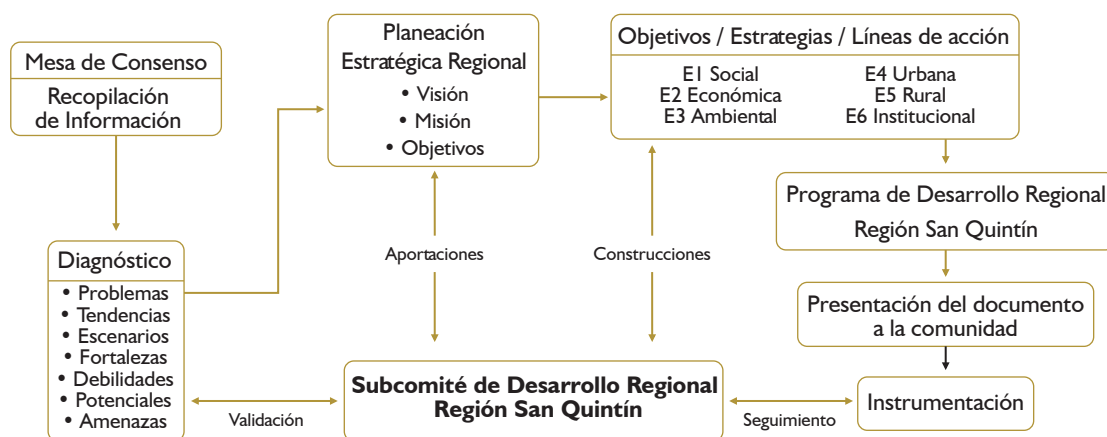 Mesa de Consenso
Recopilación
de Información
Diagnóstico
• Problemas
• Tendencias
• Escenarios
• Fortalezas
• Debilidades
• Potenciales
• Amenazas
Planeación
Estratégica Regional
• Visión
• Misión
• Objetivos
Objetivos / Estrategias / Líneas de acción
E1 Social
E2 Económica
E3 Ambiental
E4 Urbana
E5 Rural
E6 Institucional
Programa de Desarrollo Regional
Región San Quintín
Presentación del documento
a la comunidad
Instrumentación
Aportaciones
Construcciones
Subcomité de Desarrollo Regional
Región San Quintín
Validación
Seguimiento